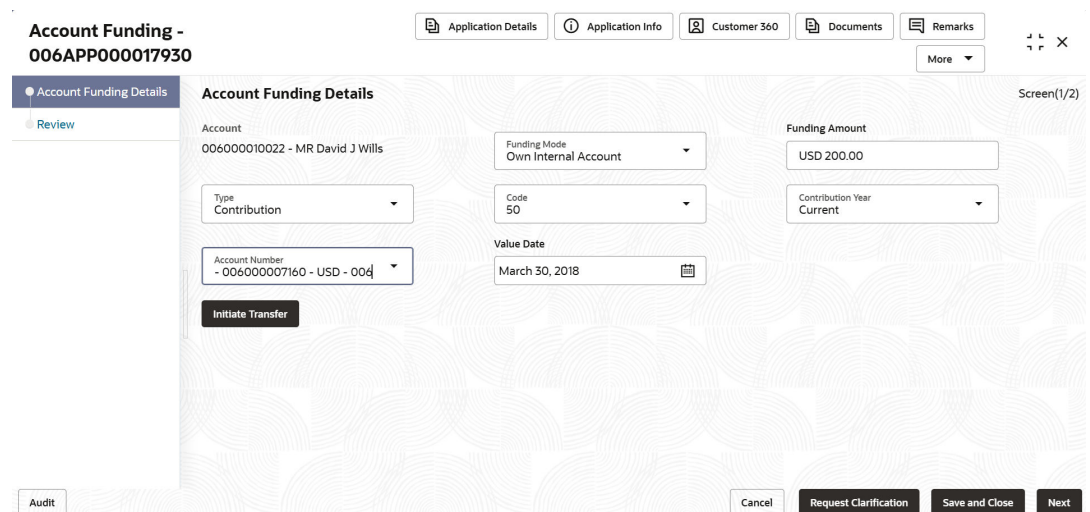 Account Funding -
006APP000017930
Application Details
Application Info
Customer 360
Documents
Remarks
More
Account Funding Details
Review
Account Funding Details
Screen(1/2)
Account
006000010022 - MR David J Wills
Funding Mode
Own Internal Account
Funding Amount
USD 200.00
Type
Contribution
Code
50
Contribution Year
Current
Account Number
- 006000007160 - USD - 006
Value Date
March 30, 2018
Initiate Transfer
Audit
Cancel
Request Clarification
Save and Close
Next